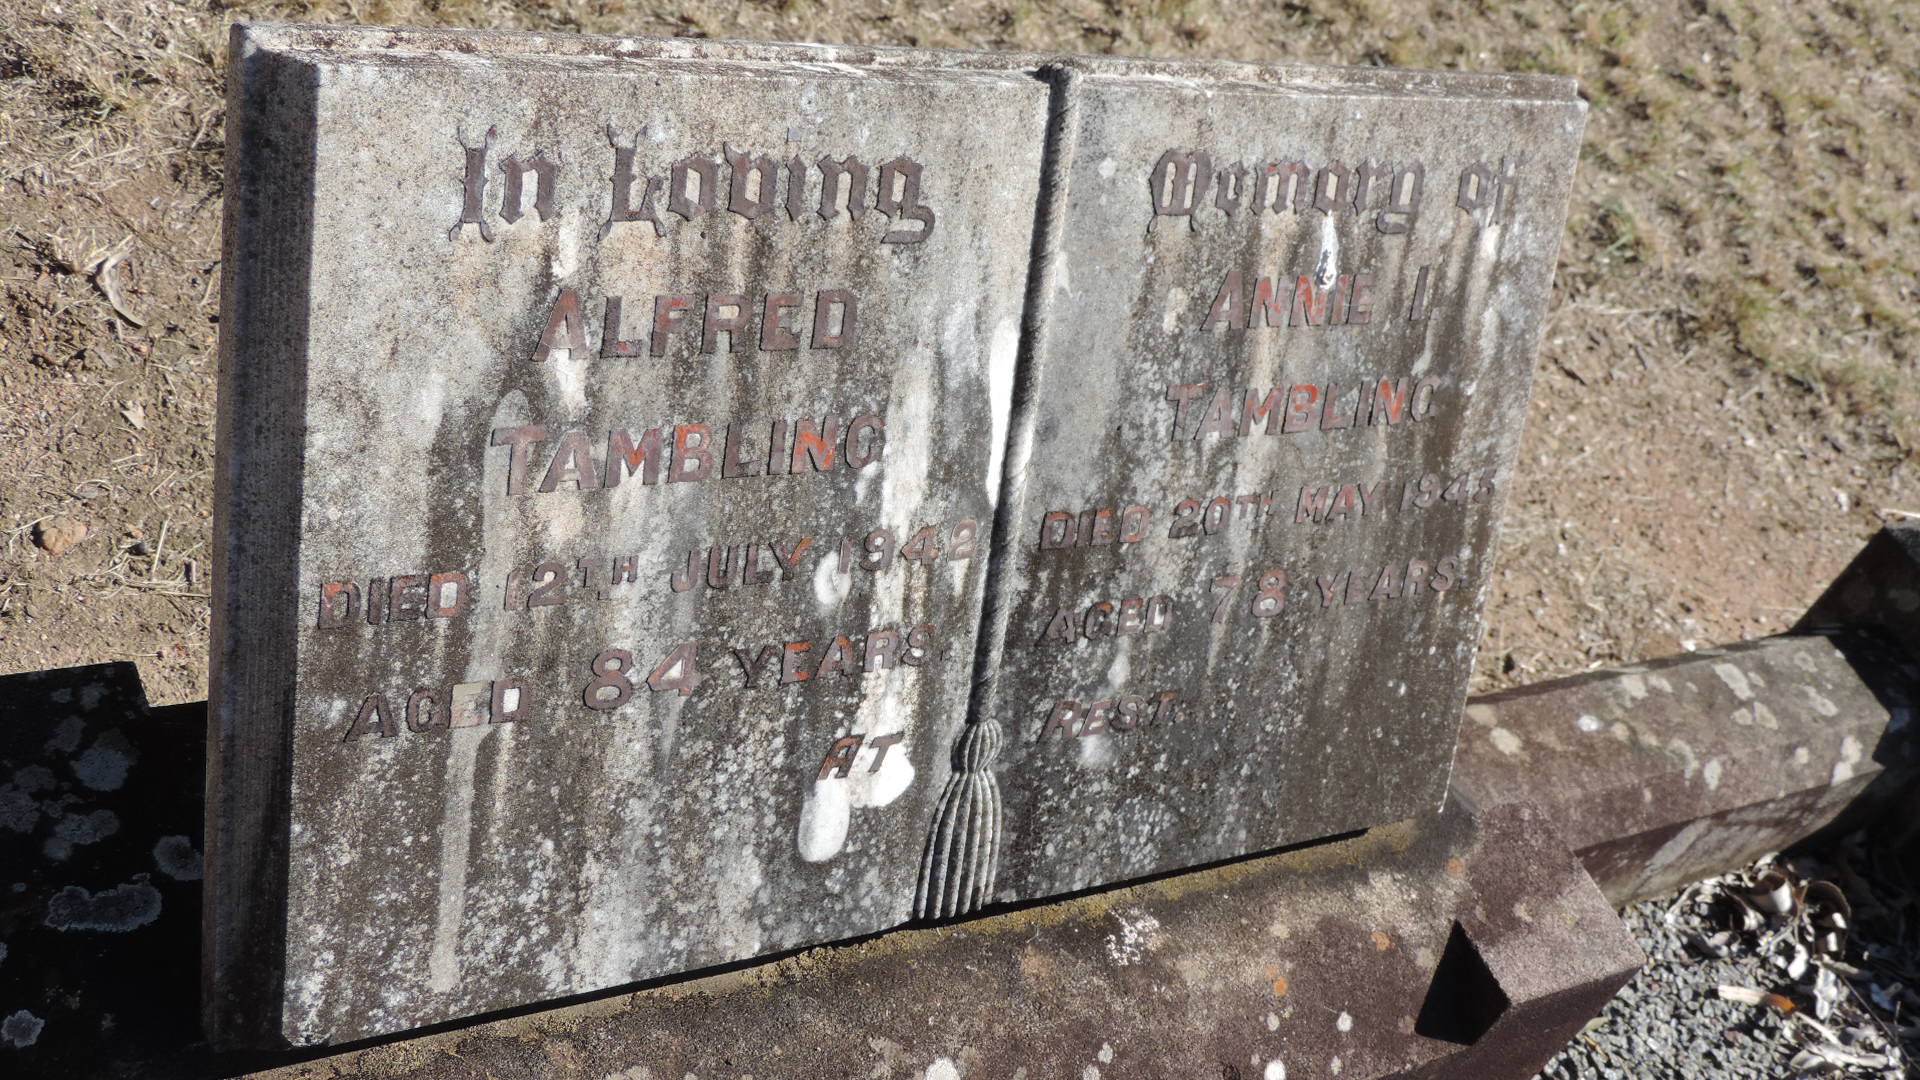 In Loving
ALFRED
TAMBLING
DIED 12TH JULY 1942
AGED 84 YEARS.
AT
Memory of
ANNIE I.
TAMBLING
DIED 20TH MAY
AGED 78 YEARS
REST.